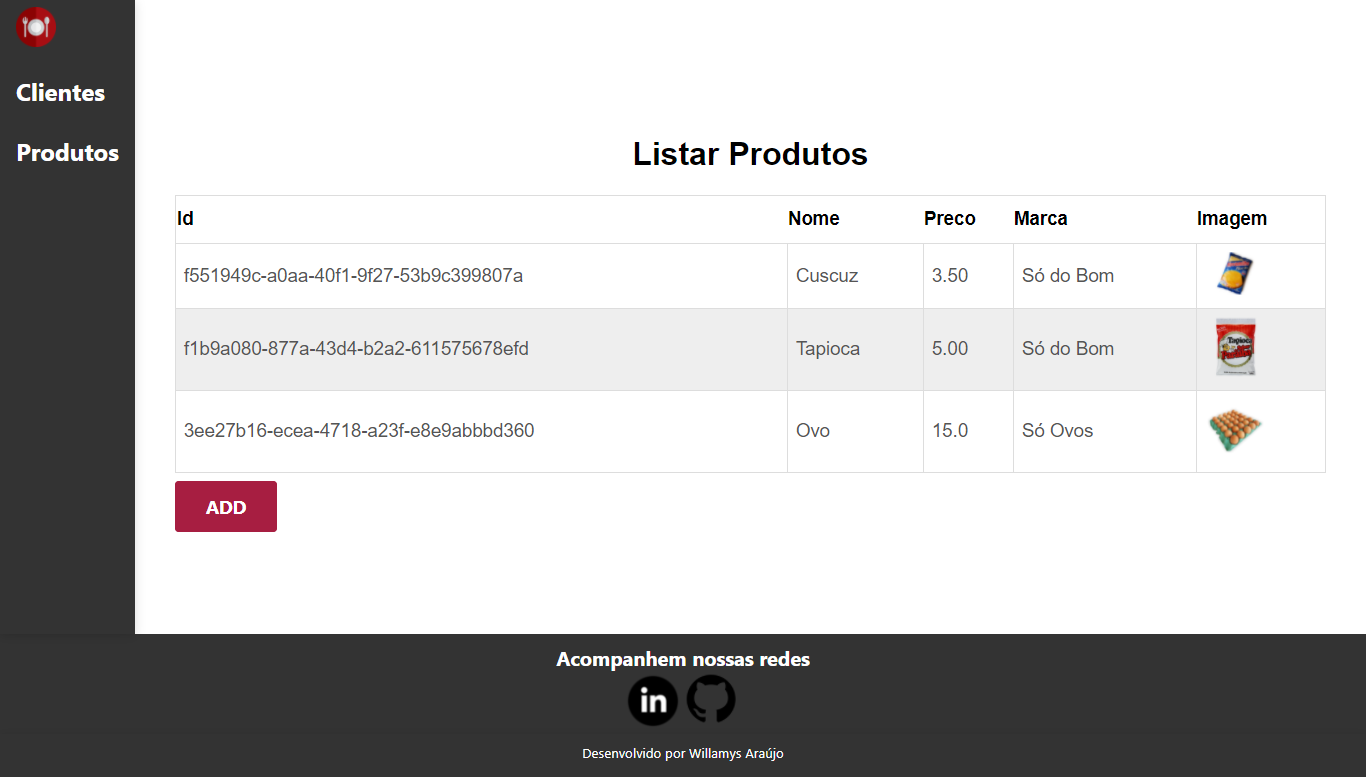 Clientes
Produtos
Listar Produtos
Id Nome Preco Marca Imagem
f551949c-a0aa-40f1-9f27-53b9c399807a Cuscuz 3.50 Só do Bom
f1b9a080-877a-43d4-b2a2-611575678efd Tapioca 5.00 Só do Bom
Tapioca
3ee27b16-ecea-4718-a23f-e8e9abbbd360 Ovo 15.0 Só Ovos
ADD
Acompanhem nossas redes
in
Desenvolvido por Willamys Araújo